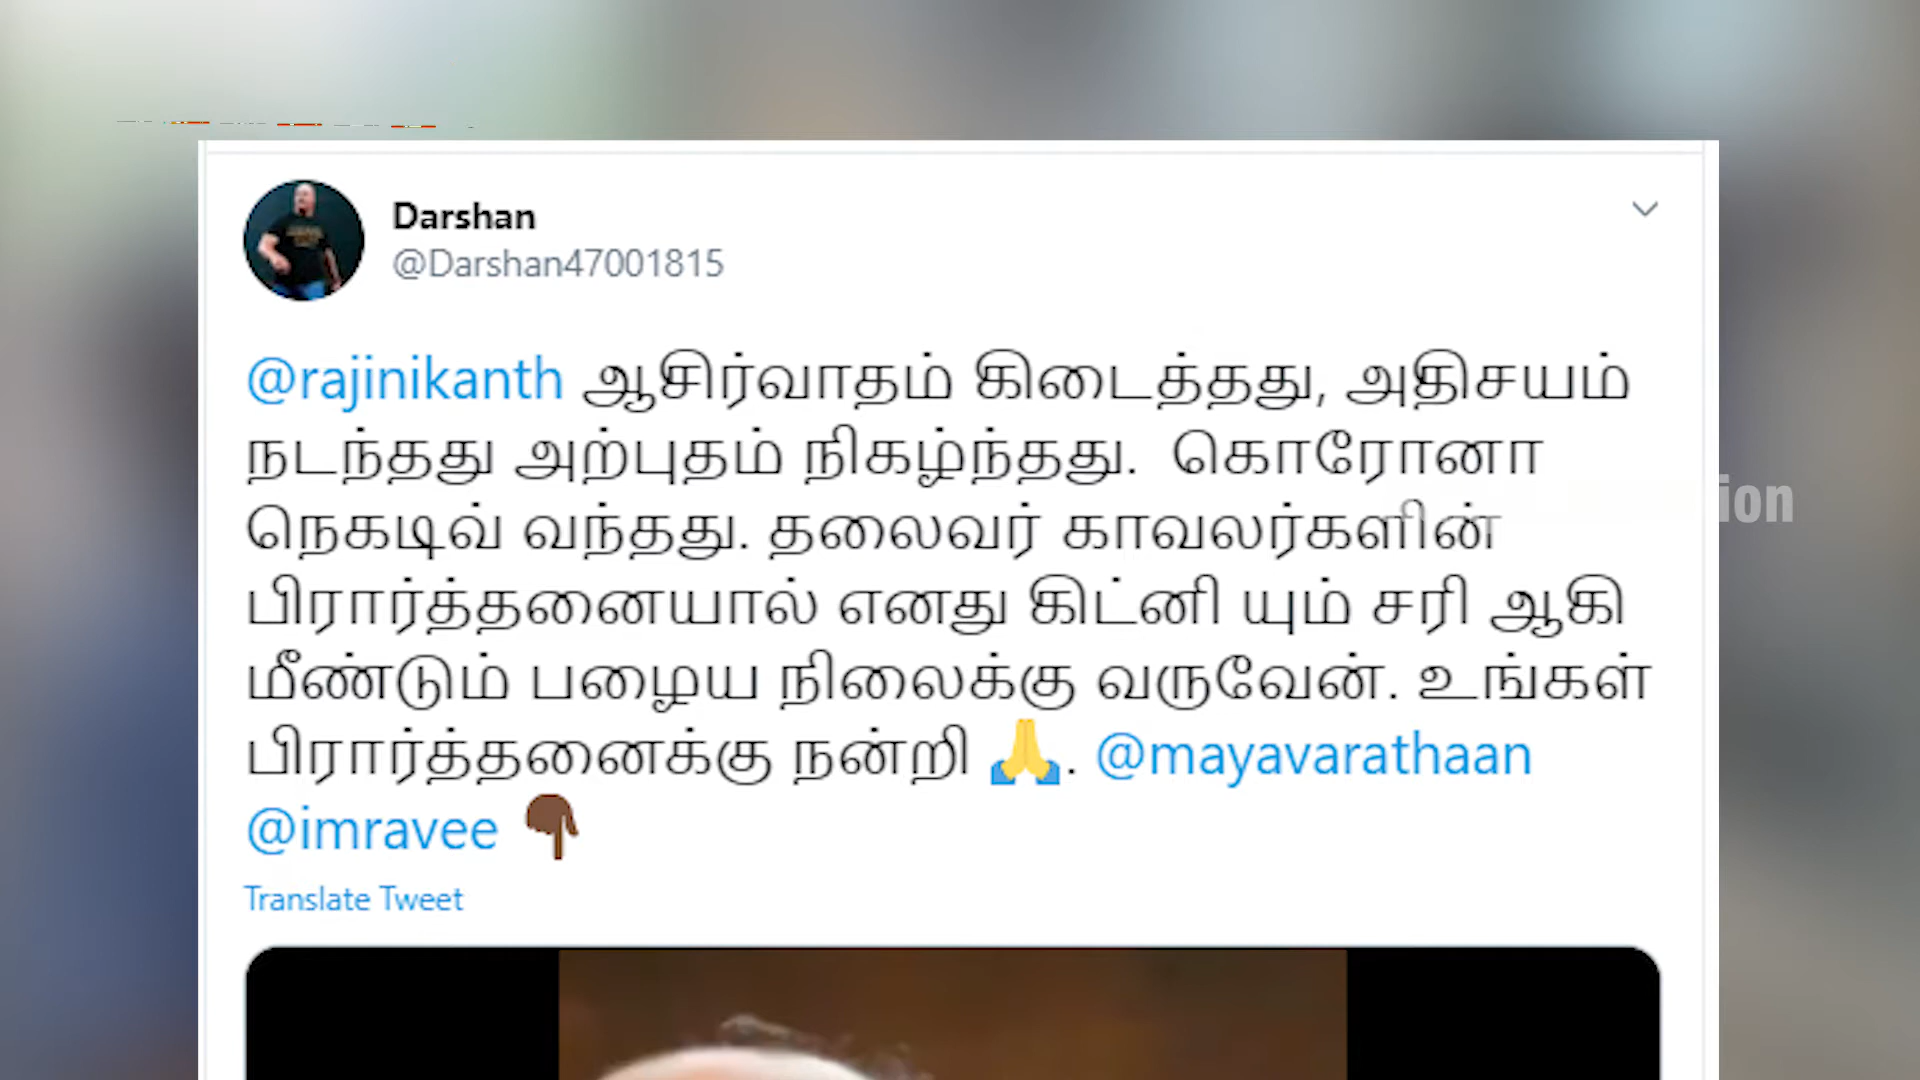 Darshan
@Darshan47001815
@rajinikanth ஆசிர்வாதம் கிடைத்தது, அதிசயம்
நடந்தது அற்புதம் நிகழ்ந்தது. கொரோனா
நெகடிவ் வந்தது. தலைவர் காவலர்களின்
பிரார்த்தனையால் எனது கிட்னி யும் சரி ஆகி
மீண்டும் பழைய நிலைக்கு வருவேன். உங்கள்
பிரார்த்தனைக்கு நன்றி 🙏. @mayavarathaan
@imravee 👇🏿
Translate Tweet